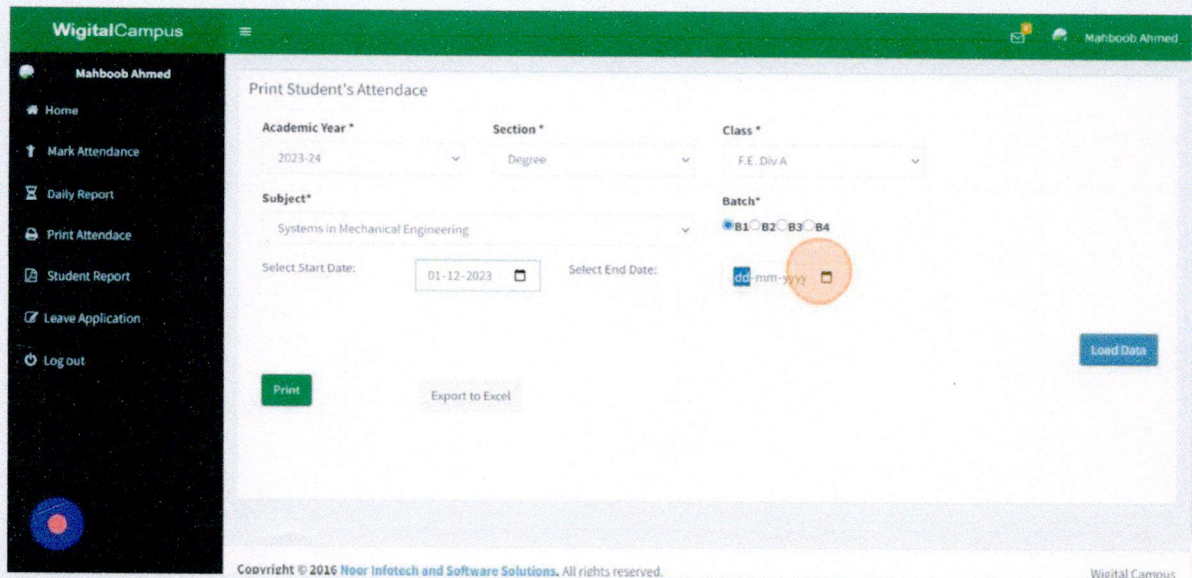 WigitalCampus
Mahboob Ahmed
Mahboob Ahmed
Home
Mark Attendance
Daily Report
Print Attendace
Student Report
Leave Application
Log out
Print Student's Attendace
Academic Year * Section * Class *
2023-24 Degree F.E. Div A
Subject* Batch*
Systems in Mechanical Engineering B1 B2 B3 B4
Select Start Date: 01-12-2023 Select End Date: dd-mm-yyyy
Load Data
Print Export to Excel
Copyright © 2016 Noor Infotech and Software Solutions. All rights reserved. Wigital Campus